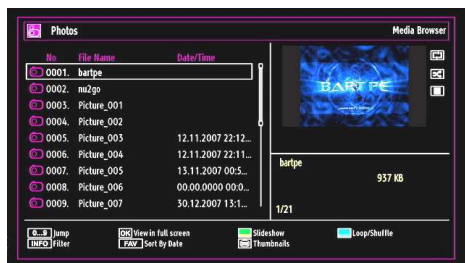 Photos Media Browser
No File Name Date/Time
0001. bartpe
0002. nu2go
0003. Picture_001
0004. Picture_002
0005. Picture_003 12.11.2007 22:12...
0006. Picture_004 12.11.2007 22:11...
0007. Picture_005 13.11.2007 00:5...
0008. Picture_006 00.00.0000 00:0...
0009. Picture_007 30.12.2007 13:1...
BART PE
bartpe
937 KB
1/21
0...9 Jump OK View in full screen Slideshow Loop/Shuffle
INFO Filter FAV Sort By Date Thumbnails